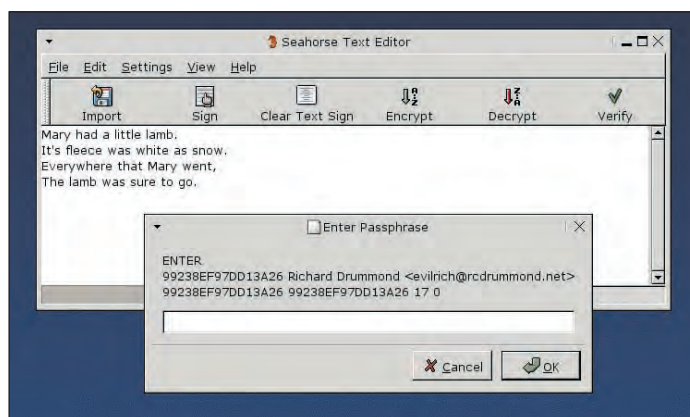 Seahorse Text Editor
File Edit Settings View Help
Import Sign Clear Text Sign Encrypt Decrypt Verify
Mary had a little lamb.
It's fleece was white as snow.
Everywhere that Mary went,
The lamb was sure to go.
Enter Passphrase
ENTER
99238EF97DD13A26 Richard Drummond <evilrich@rcdrummond.net>
99238EF97DD13A26 99238EF97DD13A26 17 0
Cancel OK